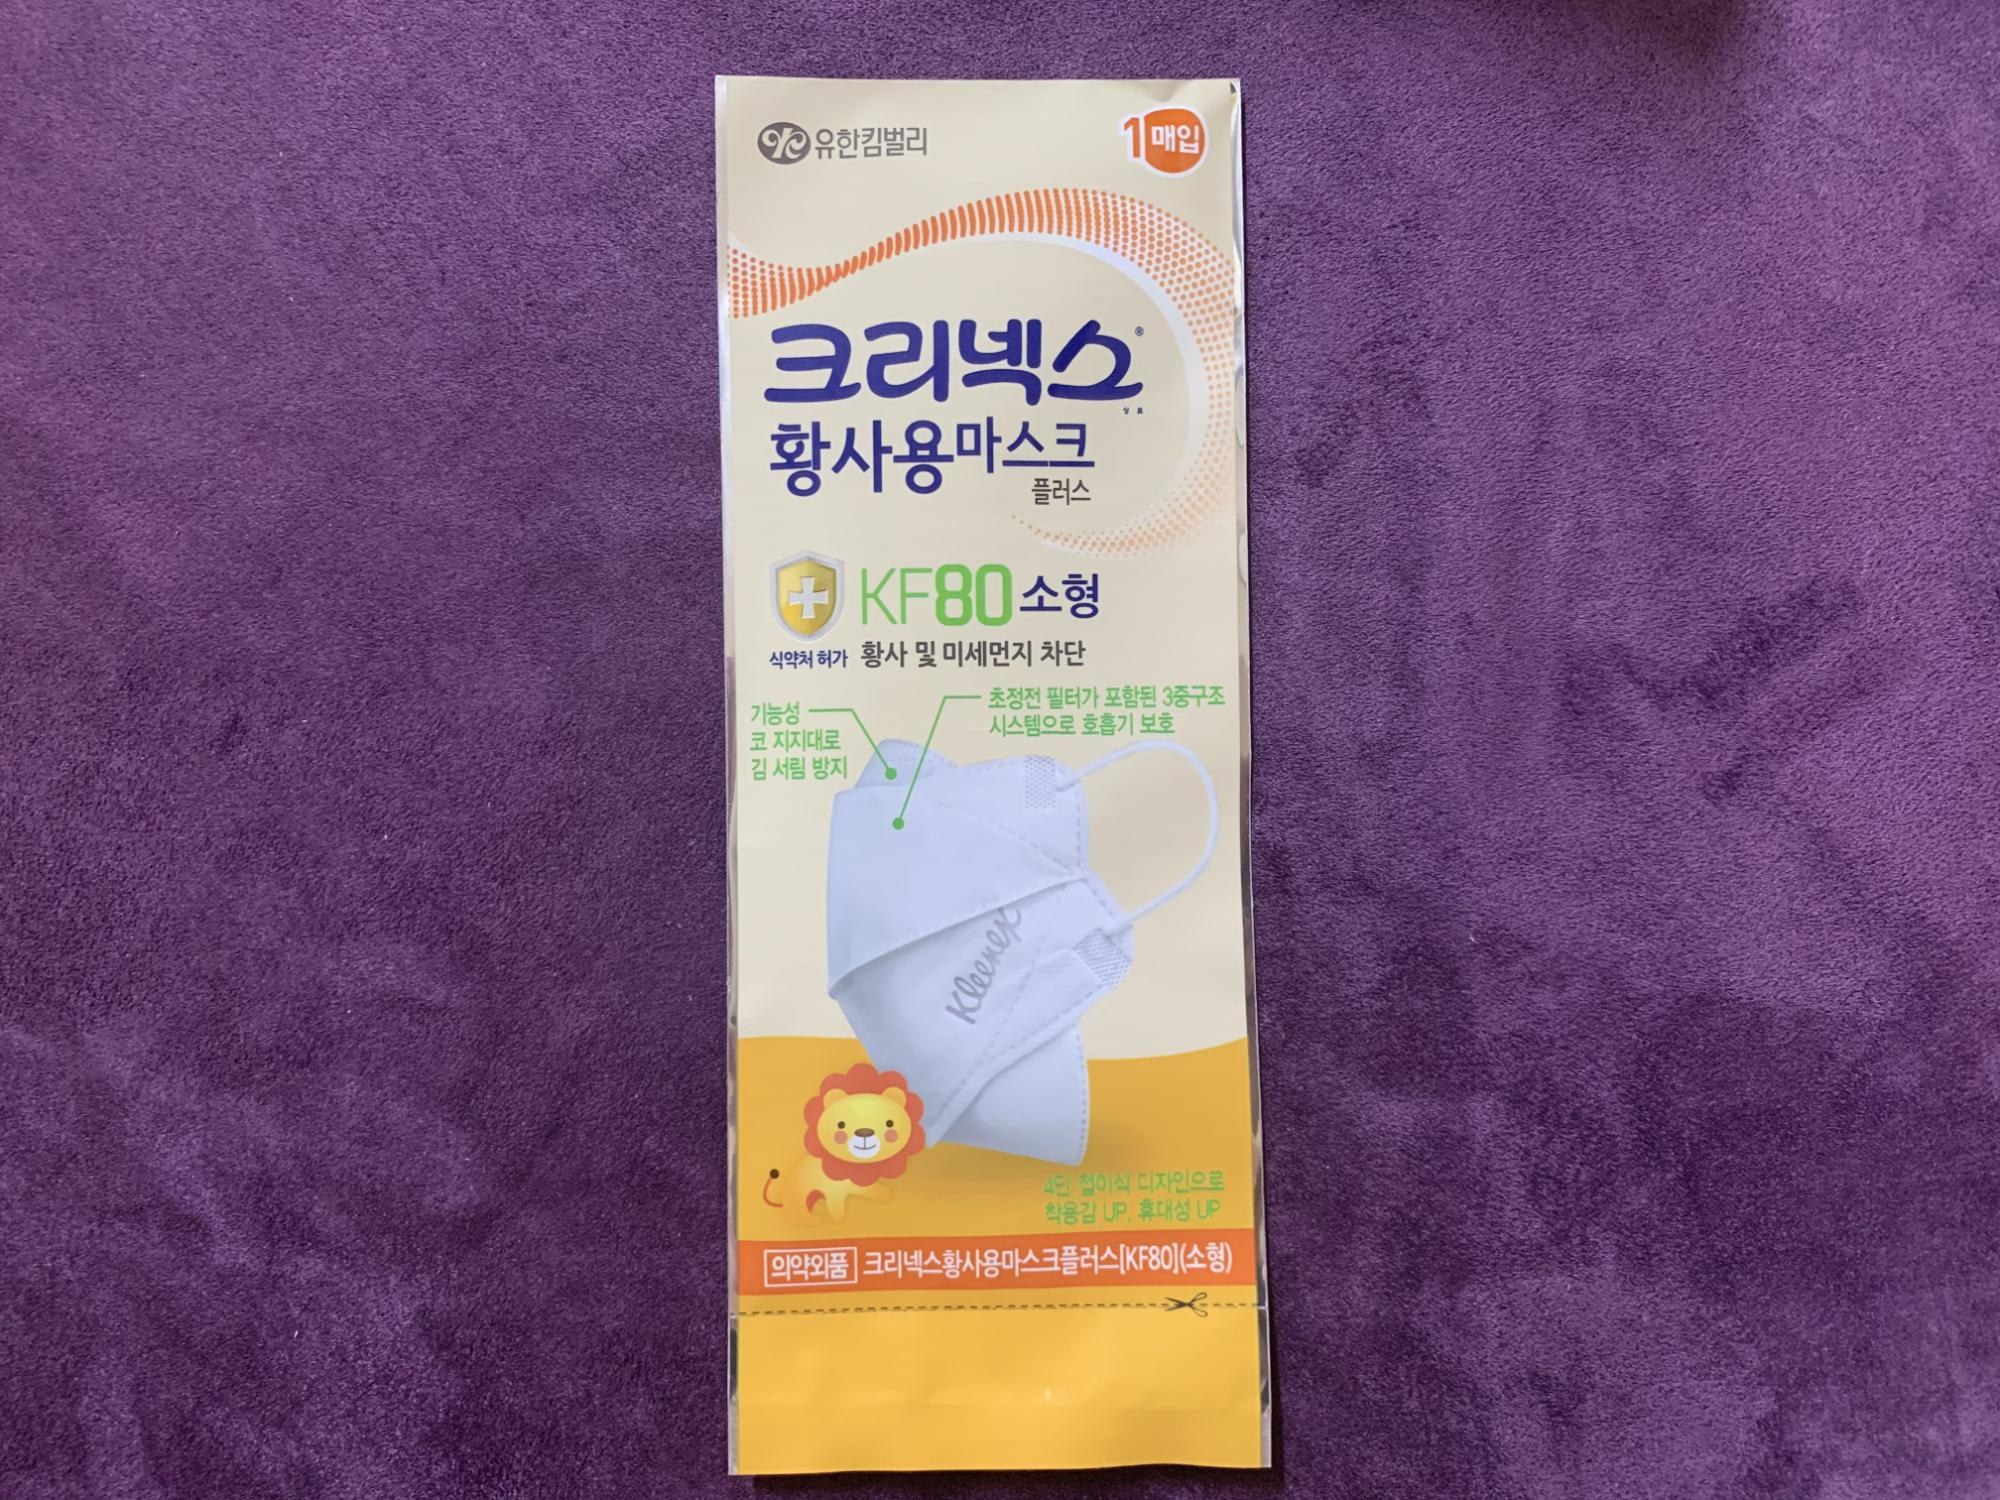 유한킴벌리
1매입
크리넥스®
상표
황사용마스크
플러스
KF80 소형
식약처 허가
황사 및 미세먼지 차단
기능성
코 지지대로
김 서림 방지
초정전 필터가 포함된 3중구조
시스템으로 호흡기 보호
Kleenex
4단 접이식 디자인으로
착용감 UP, 휴대성 UP
의약외품 크리넥스황사용마스크플러스[KF80](소형)